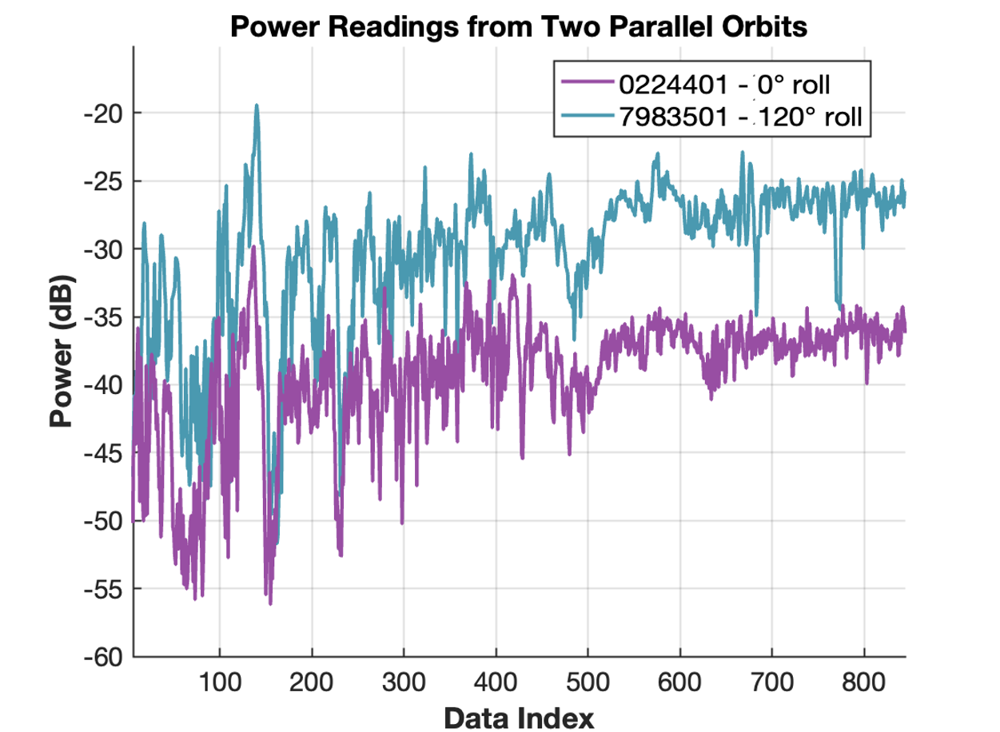 Power Readings from Two Parallel Orbits
0224401 - 0° roll
7983501 - 120° roll
-20
-25
-30
-35
-40
-45
-50
-55
-60
Power (dB)
100 200 300 400 500 600 700 800
Data Index